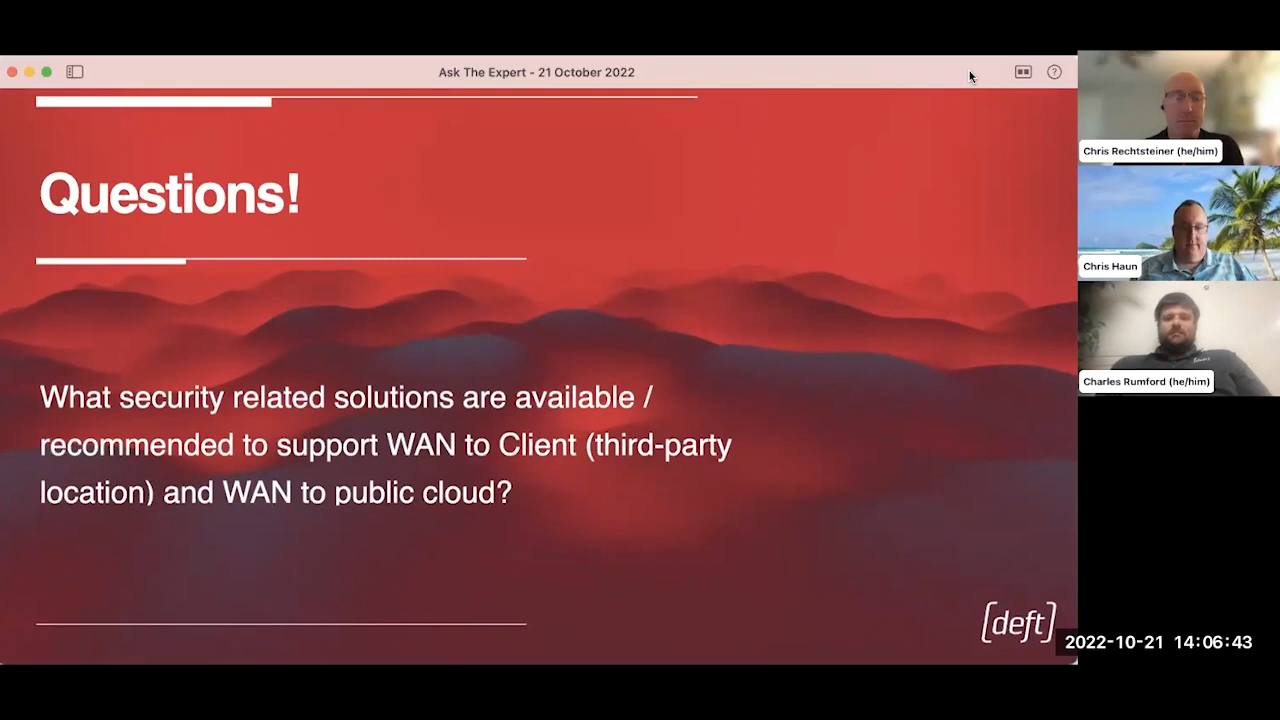 Ask The Expert - 21 October 2022
Questions!
What security related solutions are available /
recommended to support WAN to Client (third-party
location) and WAN to public cloud?
[deft]
Chris Rechtsteiner (he/him)
Chris Haun
Charles Rumford (he/him)
2022-10-21 14:06:43